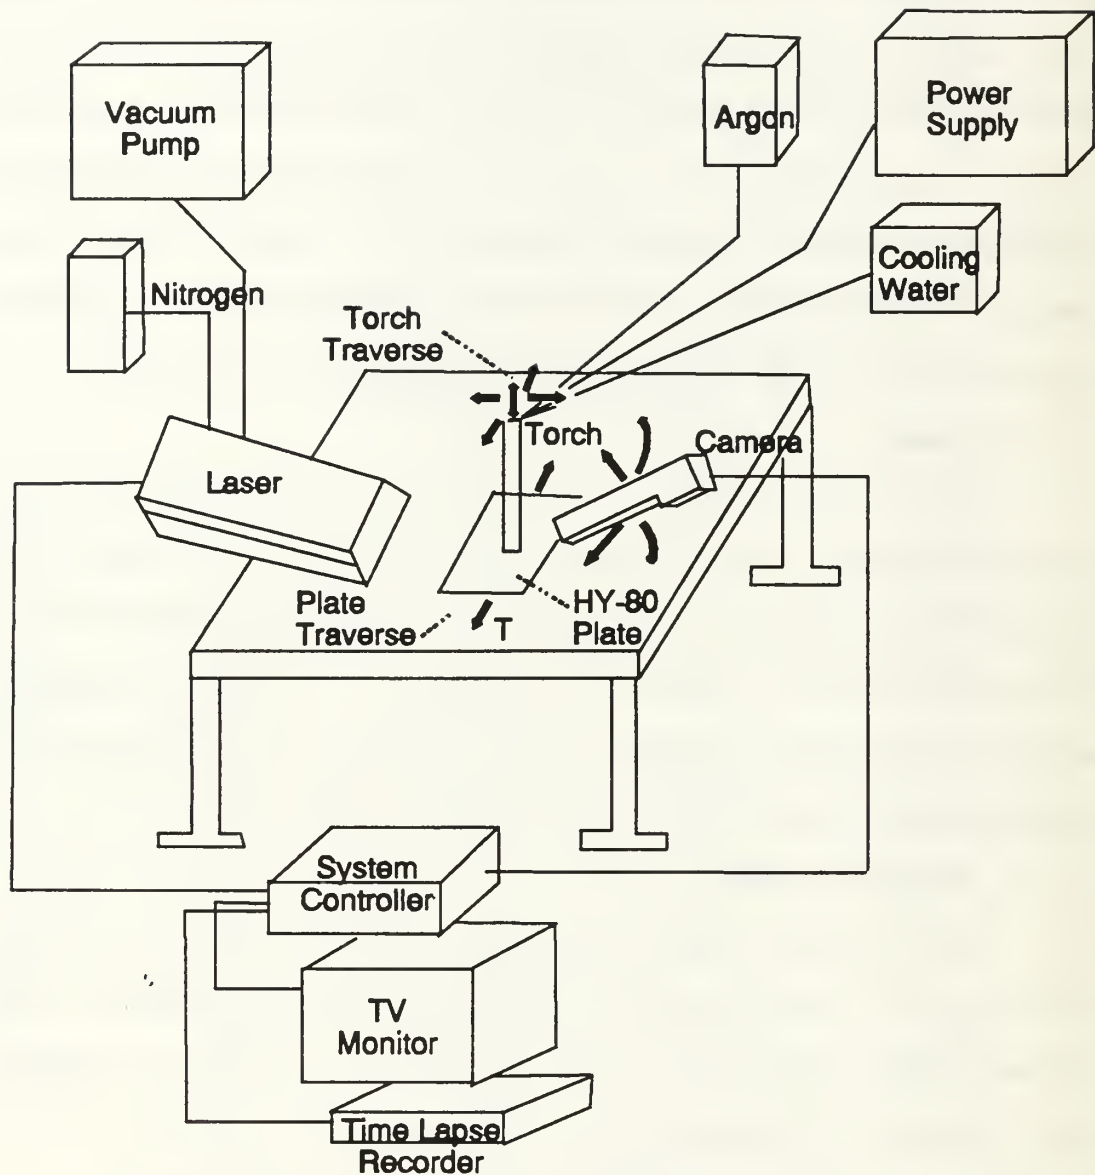 Vacuum
Pump
Argon
Power
Supply
Nitrogen
Cooling
Water
Torch
Traverse
Torch
Camera
Laser
Plate
Traverse
T
HY-80
Plate
System
Controller
TV
Monitor
Time Lapse
Recorder